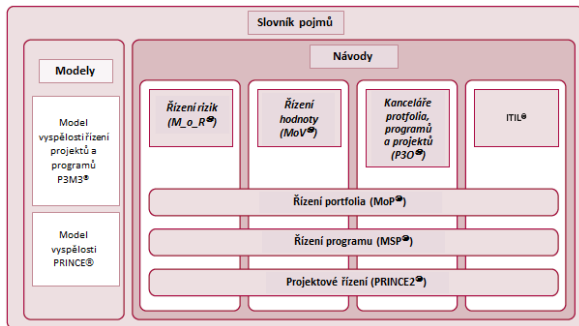 Slovník pojmů
Modely
Model
vyspělosti řízení
projektů a
programů
P3M3®
Model
vyspělosti
PRINCE®
Návody
Řízení rizik
(M_o_R®)
Řízení
hodnoty
(MoV®)
Kanceláře
protfolia,
programů
a projektů
(P3O®)
ITIL®
Řízení portfolia (MoP®)
Řízení programu (MSP®)
Projektové řízení (PRINCE2®)